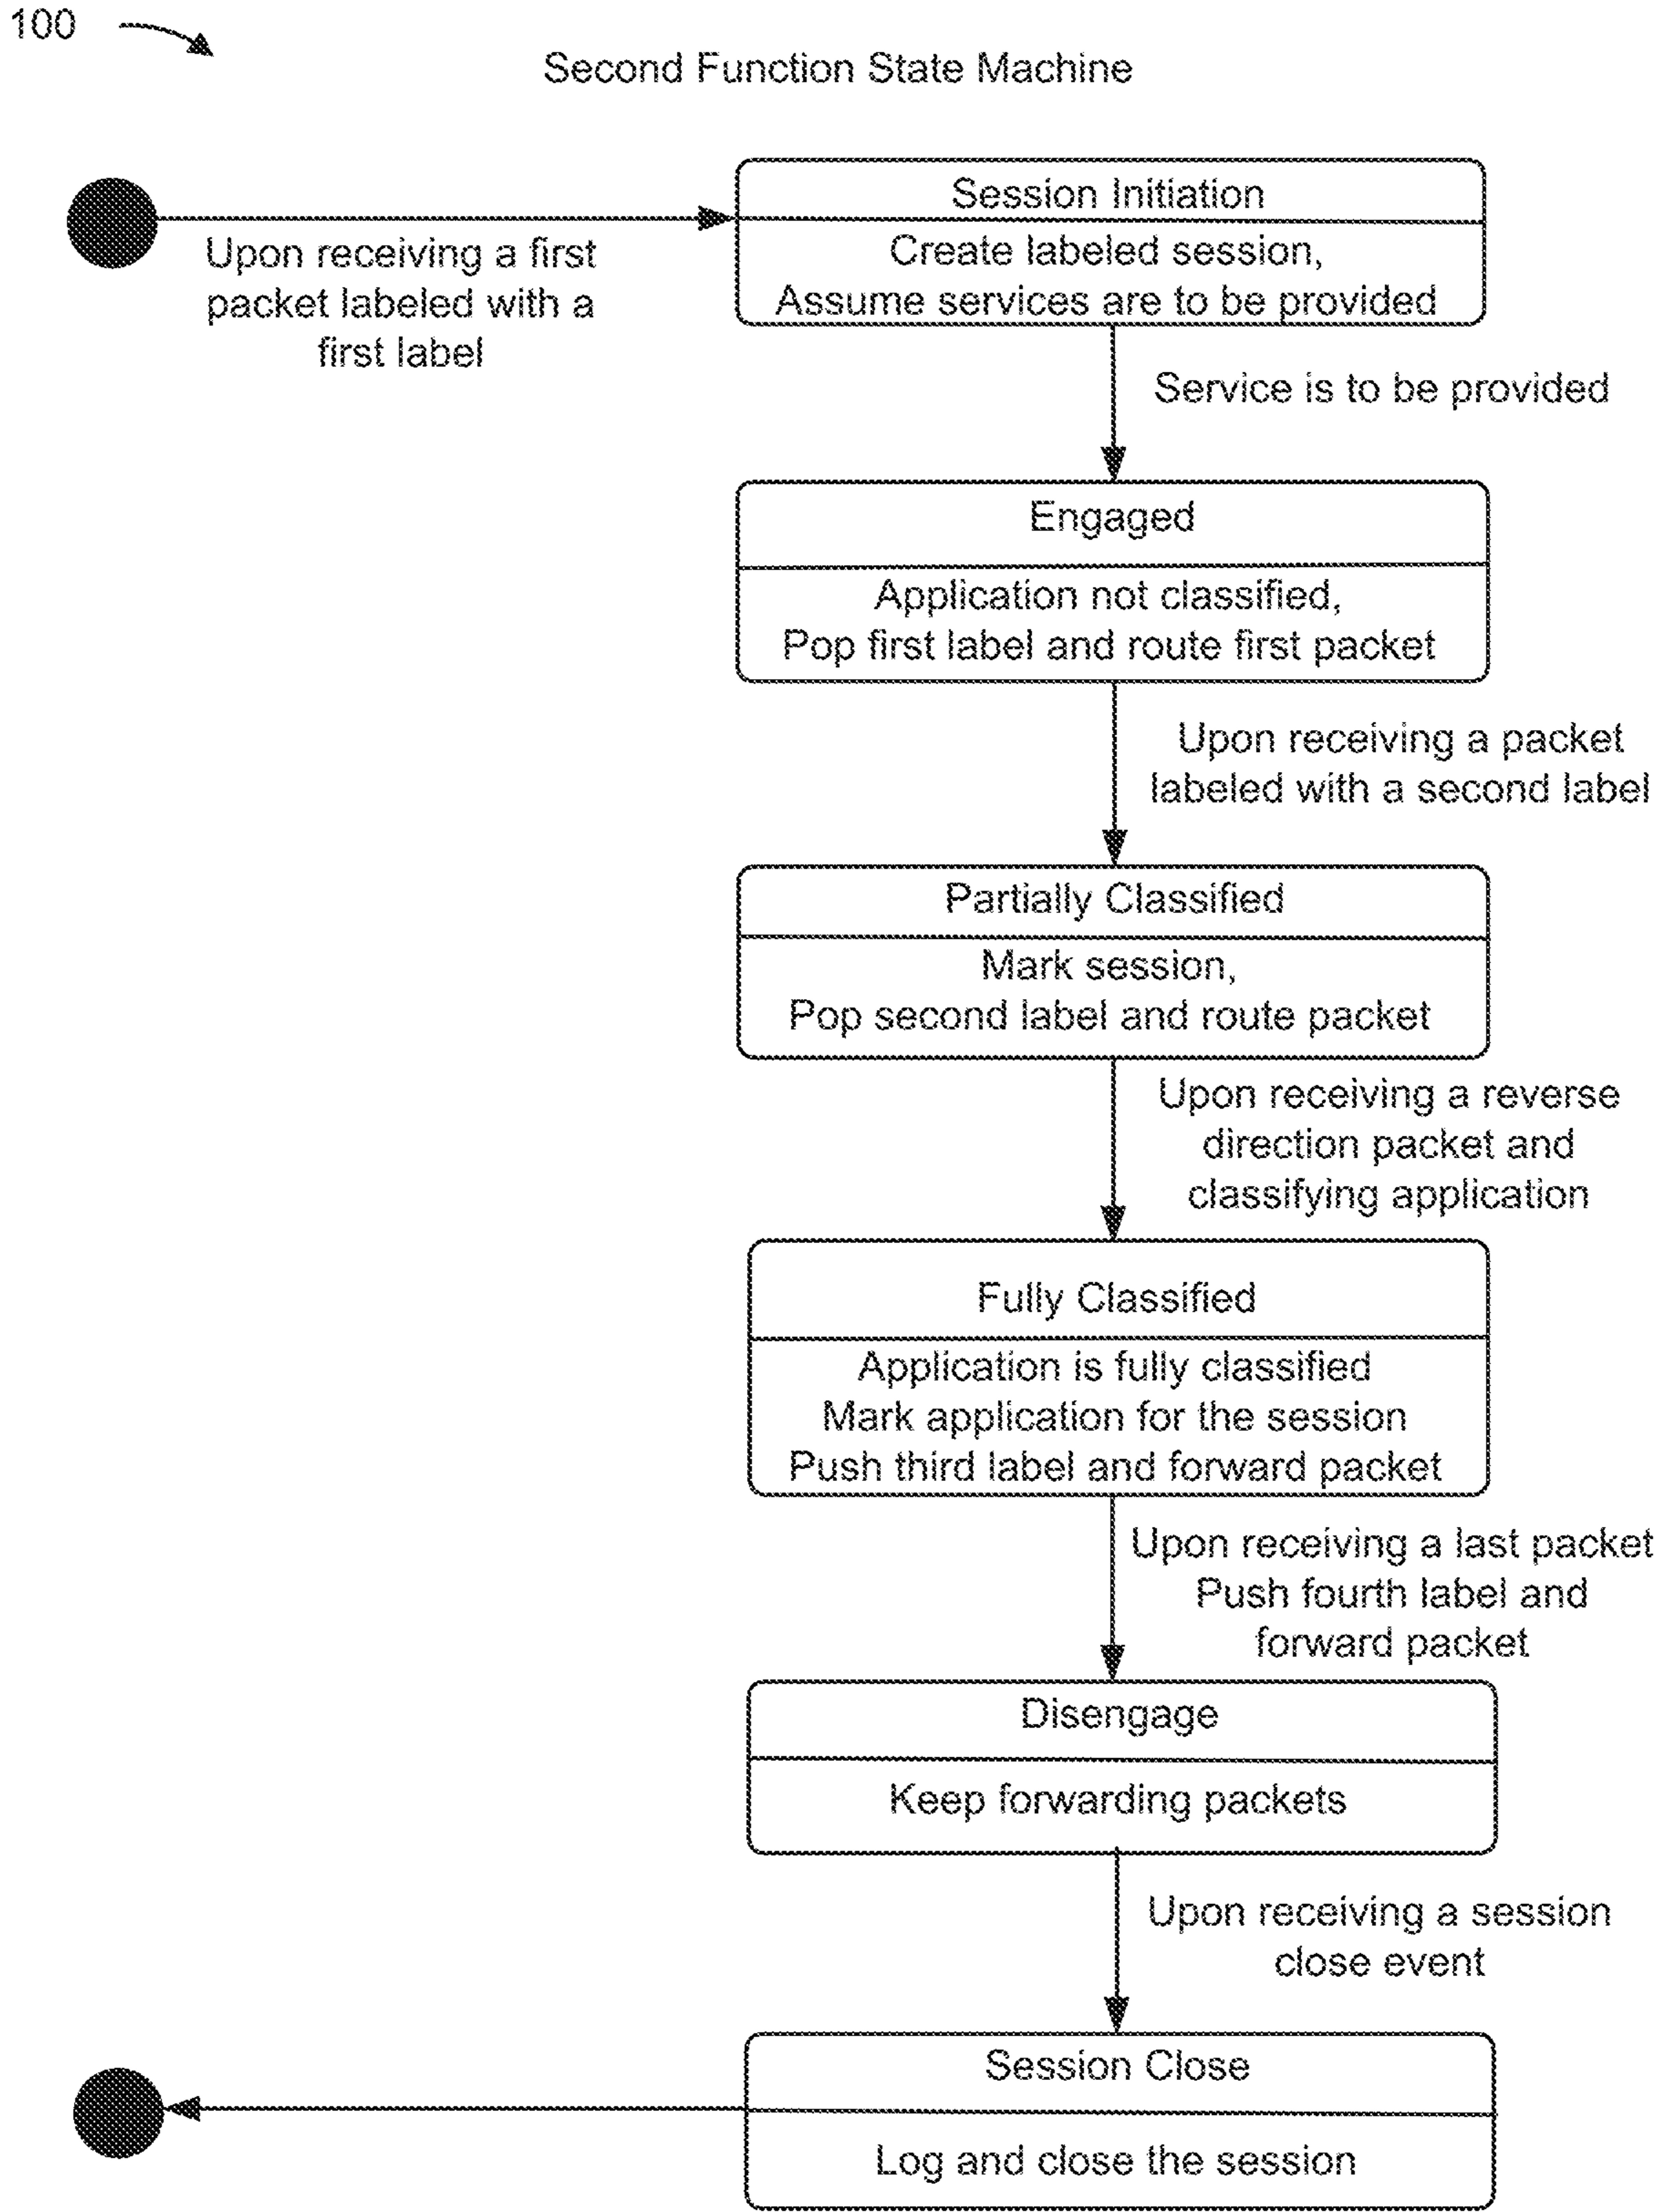 100
Second Function State Machine
Session Initiation
Create labeled session,
Assume services are to be provided
Upon receiving a first
packet labeled with a
first label
Service is to be provided
Engaged
Application not classified,
Pop first label and route first packet
Upon receiving a packet
labeled with a second label
Partially Classified
Mark session,
Pop second label and route packet
Upon receiving a reverse
direction packet and
classifying application
Fully Classified
Application is fully classified
Mark application for the session
Push third label and forward packet
Upon receiving a last packet
Push fourth label and
forward packet
Disengage
Keep forwarding packets
Upon receiving a session
close event
Session Close
Log and close the session